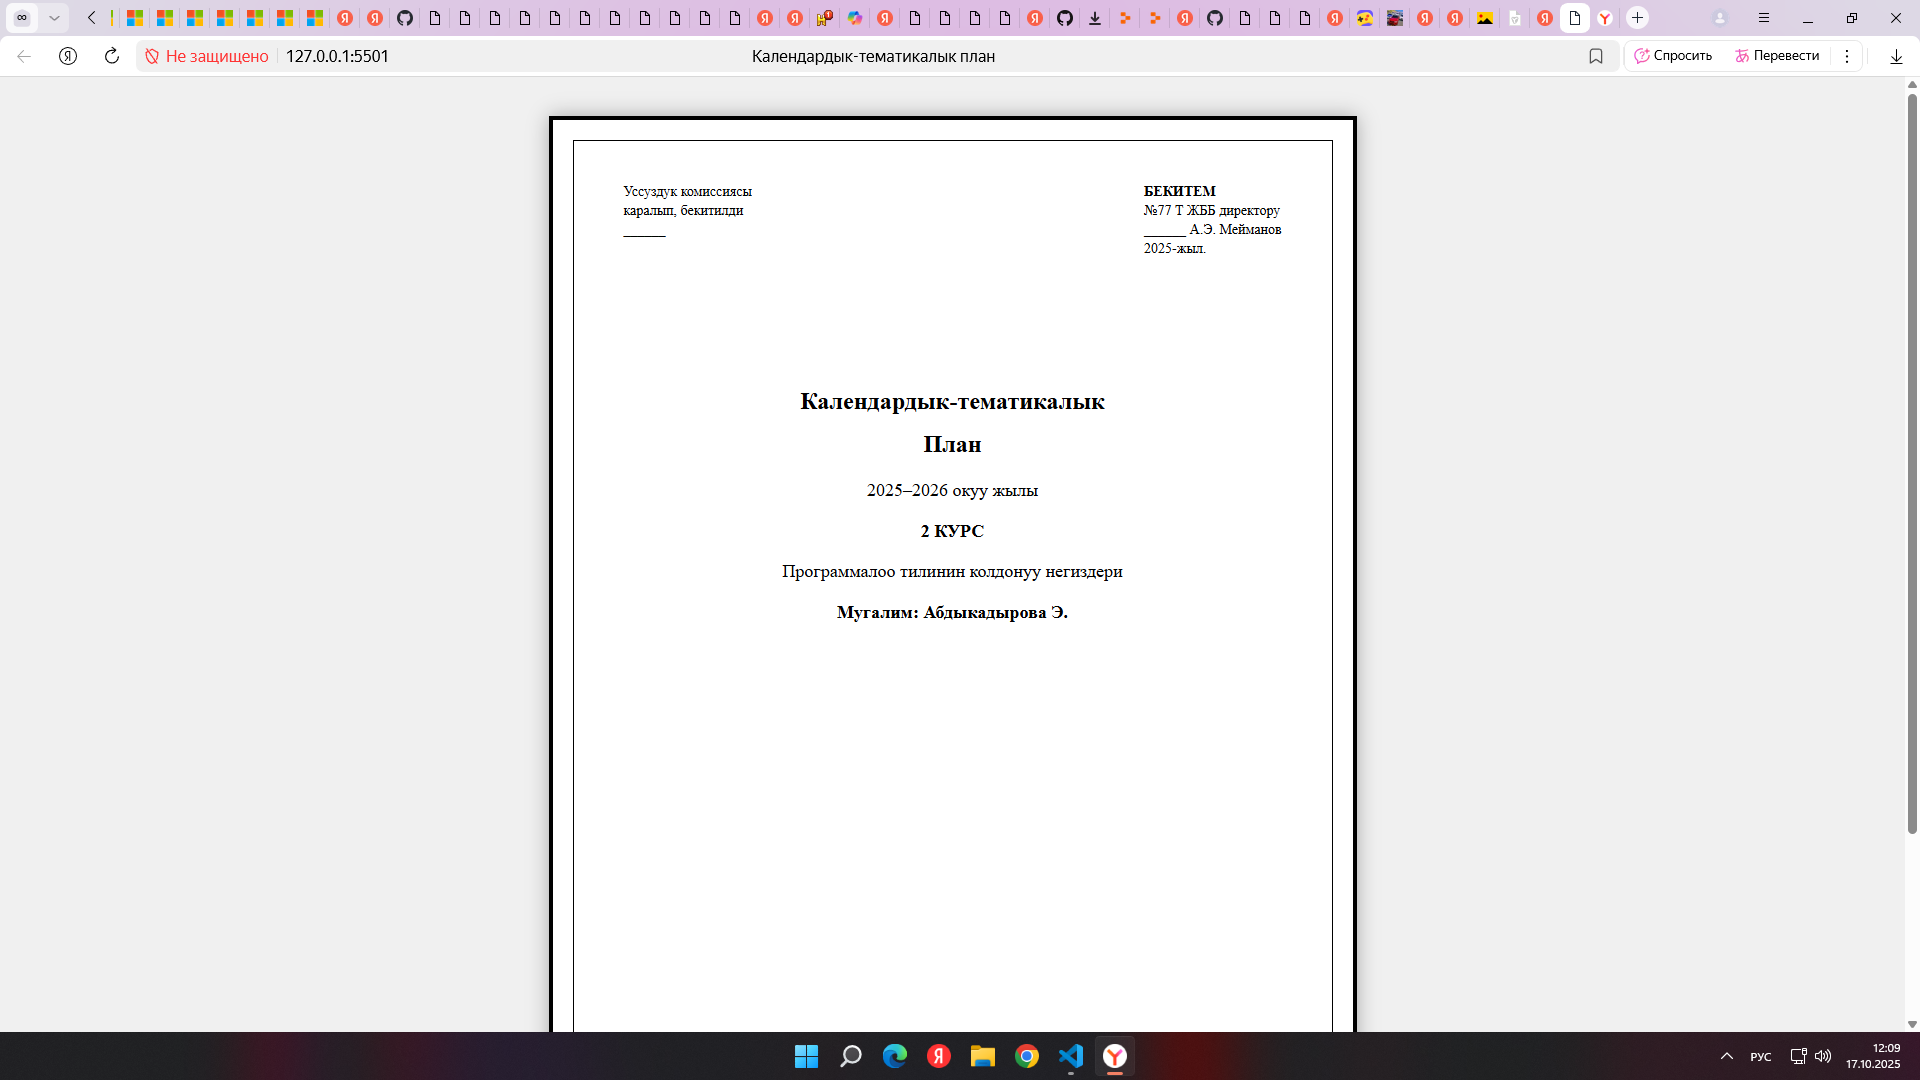 Не защищено
127.0.0.1:5501
Календардык-тематикалык план
Спросить
Перевести
Уссуздук комиссиясы
каралып, бекитилди
______
БЕКИТЕМ
№77 Т ЖББ директору
______ А.Э. Мейманов
2025-жыл.
Календардык-тематикалык
План
2025–2026 окуу жылы
2 КУРС
Программалоо тилинин колдонуу негиздери
Мугалим: Абдыкадырова Э.
РУС
12:09
17.10.2025